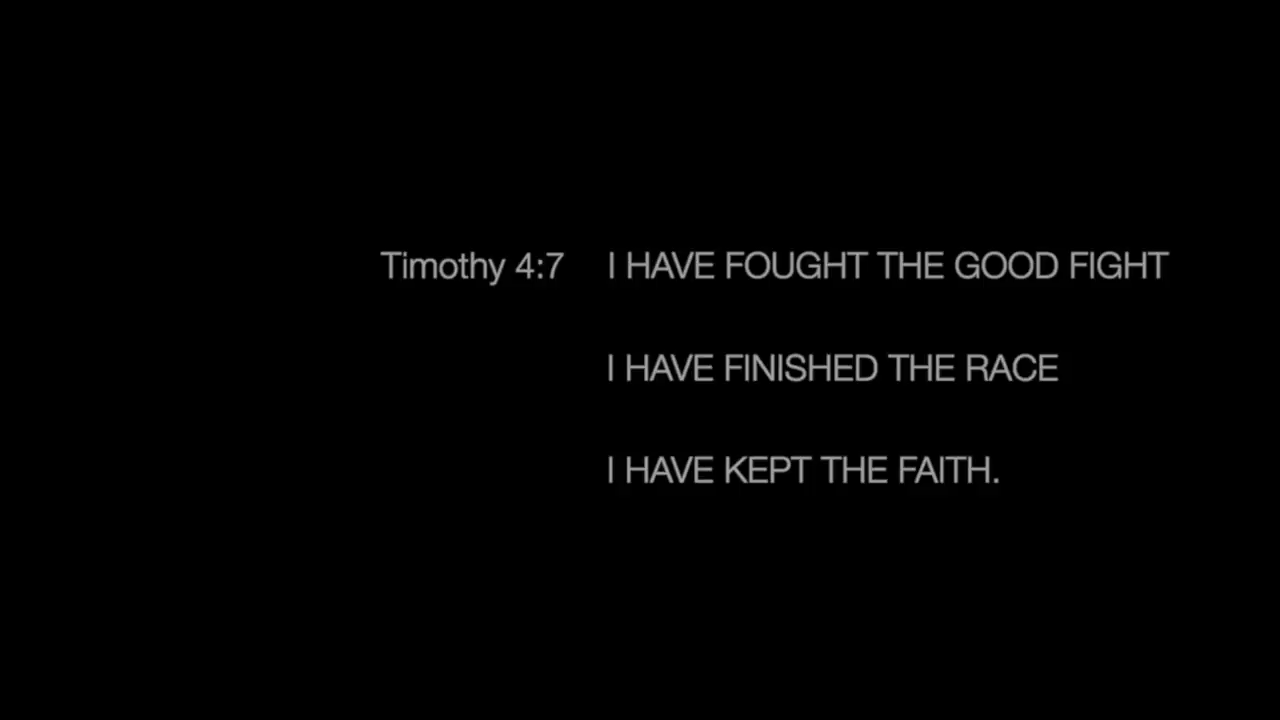 Timothy 4:7 I HAVE FOUGHT THE GOOD FIGHT
I HAVE FINISHED THE RACE
I HAVE KEPT THE FAITH.